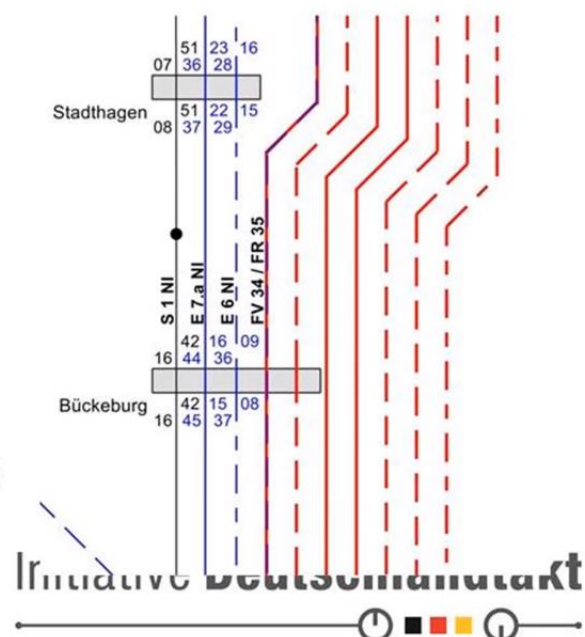 51 23 16
07 36 28
Stadthagen
51 22 15
08 37 29
S 1 NI
E 7.a NI
E 6 NI
FV 34 / FR 35
42 16 09
16 44 36
Bückeburg
42 15 08
16 45 37
Initiative Deutschlandtakt